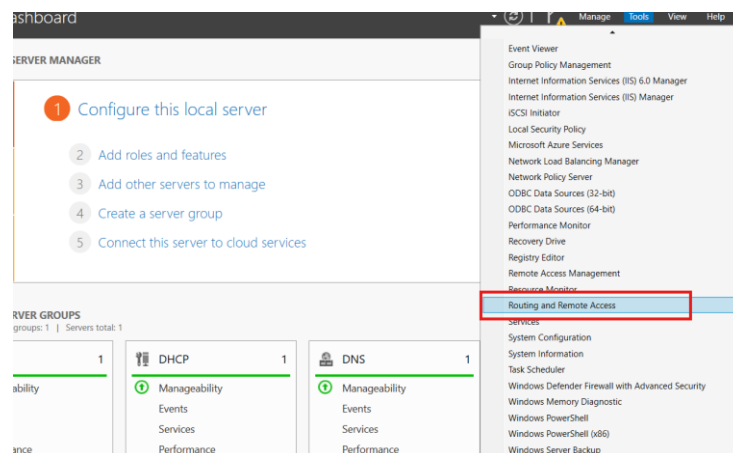 ashboard
Manage Tools View Help
SERVER MANAGER
1 Configure this local server
2 Add roles and features
3 Add other servers to manage
4 Create a server group
5 Connect this server to cloud services
RVER GROUPS
groups: 1 | Servers total: 1
1
ability
ance
DHCP 1
Manageability
Events
Services
Performance
DNS 1
Manageability
Events
Services
Performance
Event Viewer
Group Policy Management
Internet Information Services (IIS) 6.0 Manager
Internet Information Services (IIS) Manager
iSCSI Initiator
Local Security Policy
Microsoft Azure Services
Network Load Balancing Manager
Network Policy Server
ODBC Data Sources (32-bit)
ODBC Data Sources (64-bit)
Performance Monitor
Recovery Drive
Registry Editor
Remote Access Management
Resource Monitor
Routing and Remote Access
Services
System Configuration
System Information
Task Scheduler
Windows Defender Firewall with Advanced Security
Windows Memory Diagnostic
Windows PowerShell
Windows PowerShell (x86)
Windows Server Backup